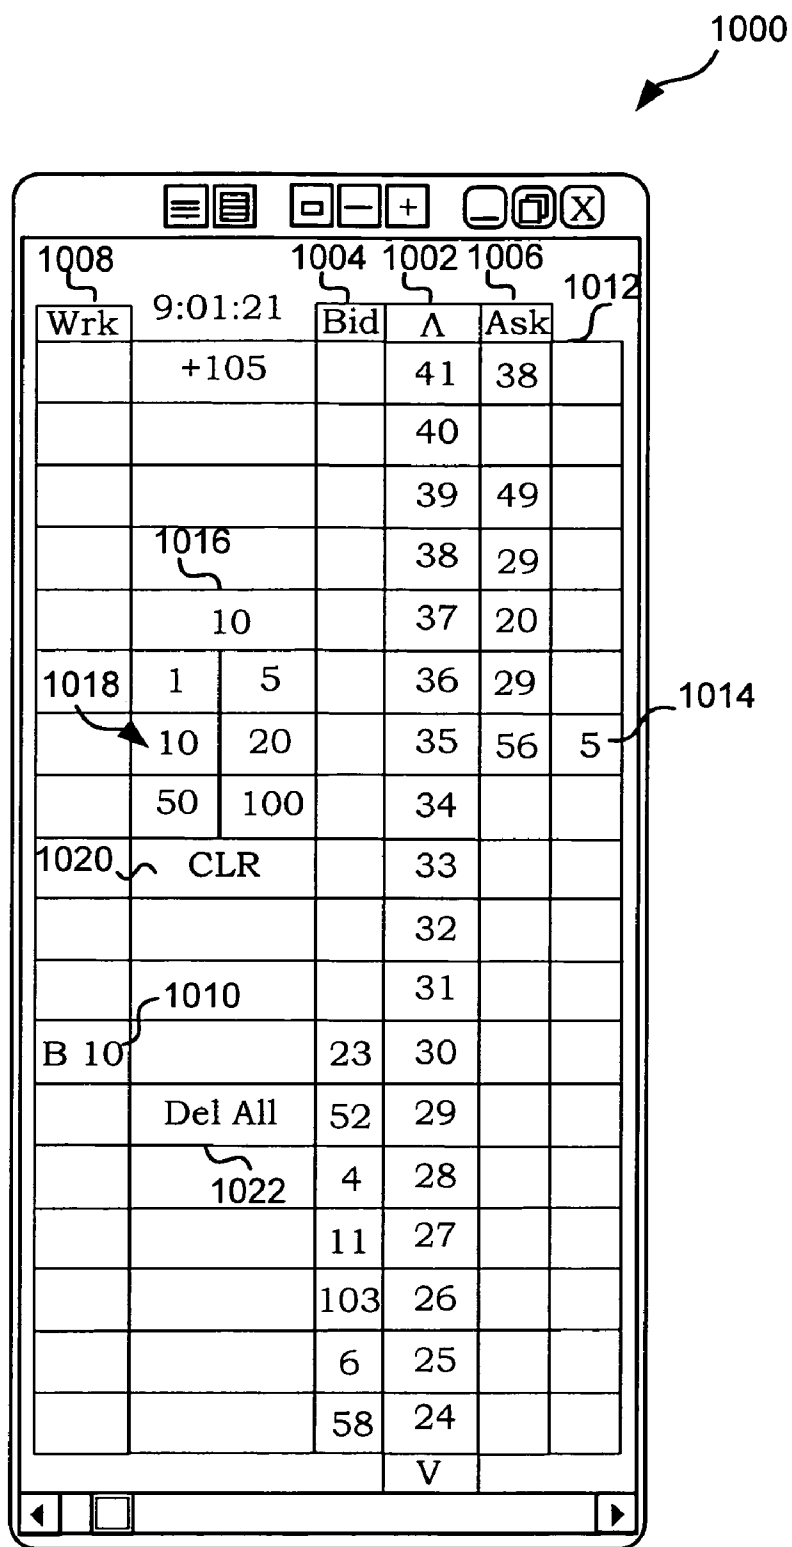 1000
X
1008 1004 1002 1006 1012
Wrk 9:01:21 Bid Λ Ask
+105 41 38
40
39 49
1016 38 29
10 37 20
1018 1 5 36 29 1014
10 20 35 56 5
50 100 34
1020 CLR 33
32
1010 31
B 10 23 30
Del All 52 29
1022 4 28
11 27
103 26
6 25
58 24
V